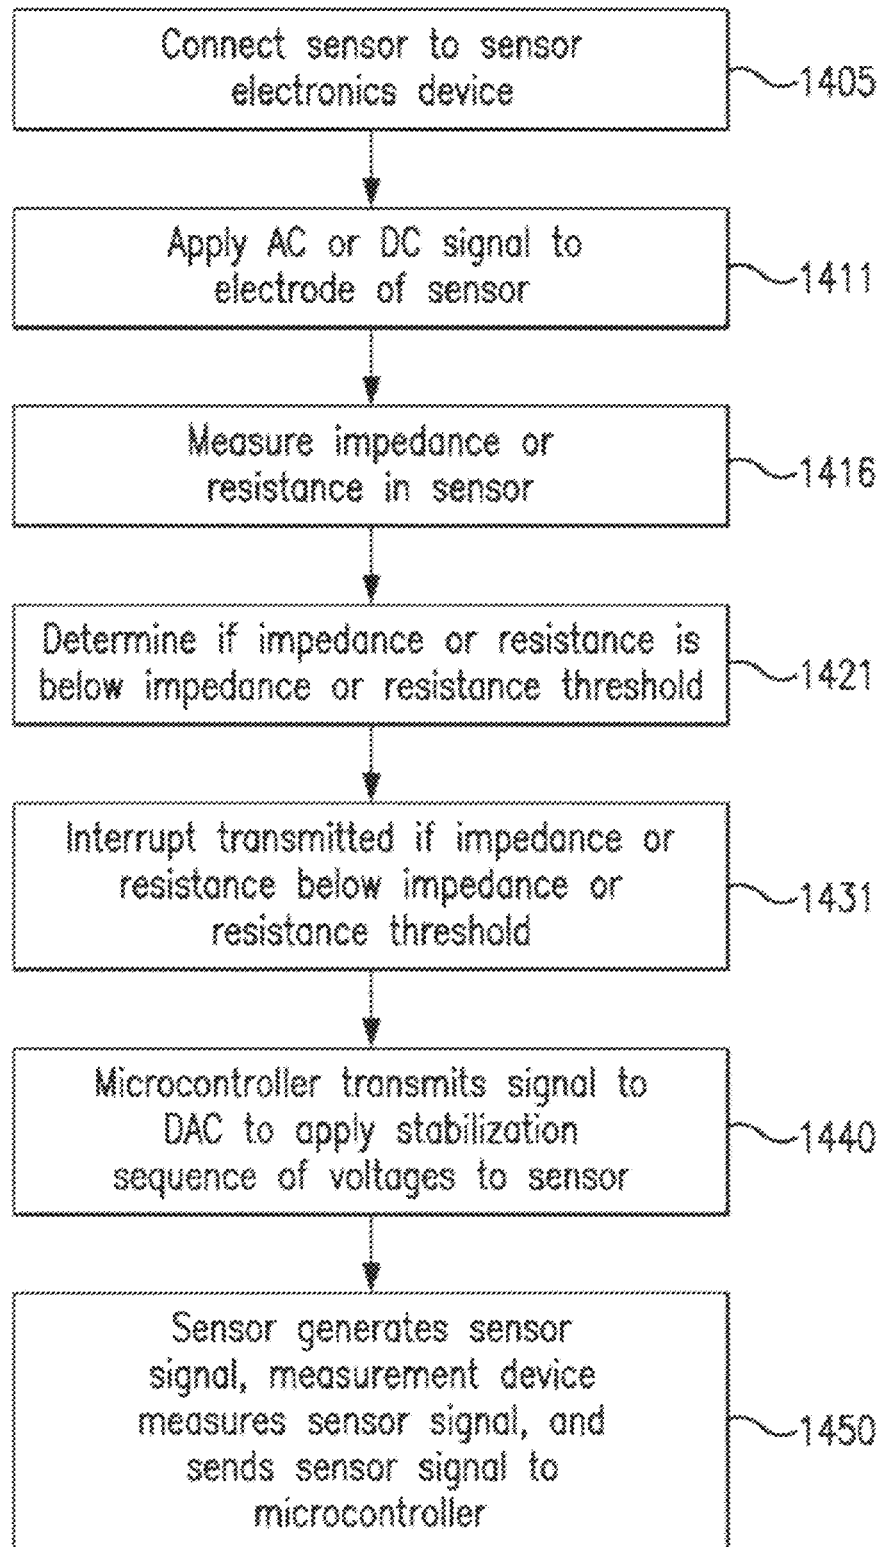 Connect sensor to sensor
electronics device
1405
Apply AC or DC signal to
electrode of sensor
1411
Measure impedance or
resistance in sensor
1416
Determine if impedance or resistance is
below impedance or resistance threshold
1421
Interrupt transmitted if impedance or
resistance below impedance or
resistance threshold
1431
Microcontroller transmits signal to
DAC to apply stabilization
sequence of voltages to sensor
1440
Sensor generates sensor
signal, measurement device
measures sensor signal, and
sends sensor signal to
microcontroller
1450